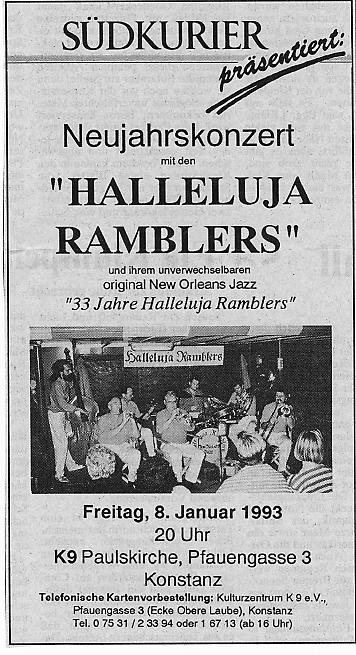 SÜDKURIER
präsentiert:
Neujahrskonzert
mit den
"HALLELUJA
RAMBLERS"
und ihrem unverwechselbaren
original New Orleans Jazz
"33 Jahre Halleluja Ramblers"
Halleluja Ramblers
Freitag, 8. Januar 1993
20 Uhr
K9 Paulskirche, Pfauengasse 3
Konstanz
Telefonische Kartenvorbestellung: Kulturzentrum K 9 e.V.,
Pfauengasse 3 (Ecke Obere Laube), Konstanz
Tel. 0 75 31 / 2 33 94 oder 1 67 13 (ab 16 Uhr)